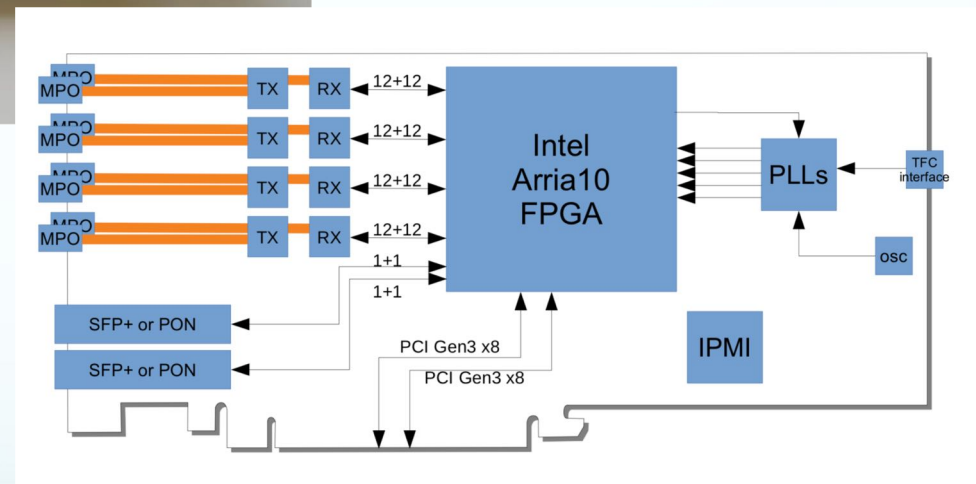 MPO
MPO
TX
RX
12+12
MPO
MPO
TX
RX
12+12
MPO
MPO
TX
RX
12+12
MPO
MPO
TX
RX
12+12
1+1
1+1
SFP+ or PON
SFP+ or PON
Intel
Arria10
FPGA
PLLs
TFC
interface
osc
IPMI
PCI Gen3 x8
PCI Gen3 x8